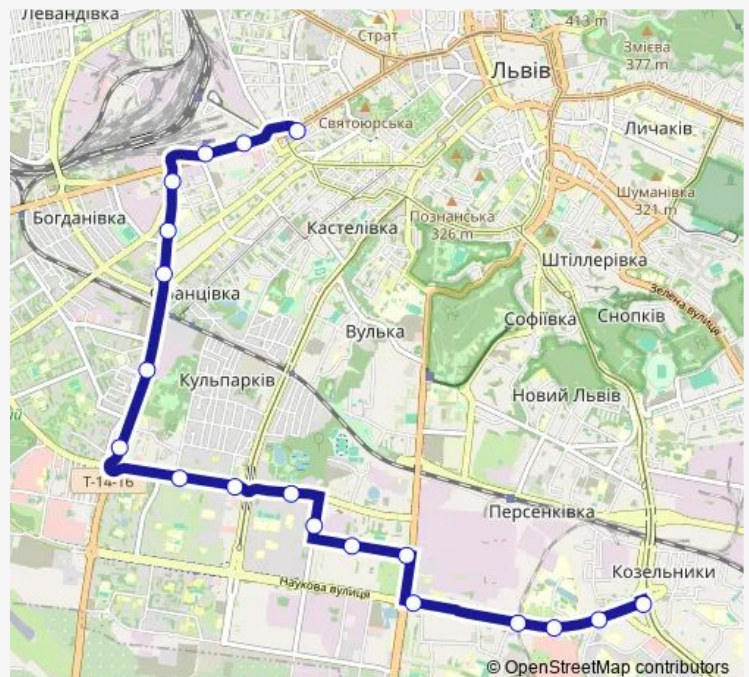 Левандівка
Страт
413 m
Змієва
377 m
Львів
Святоюрська
Личаків
Богданівка
Кастелівка
Познанська
326 m
Шуманівка
321 m
Штіллерівка
Зелена вулиця
Вулька
Софіївка
Снопків
Кульпарків
Новий Львів
Т-14-16
Персенківка
Козельники
Наукова вулиця
© OpenStreetMap contributors